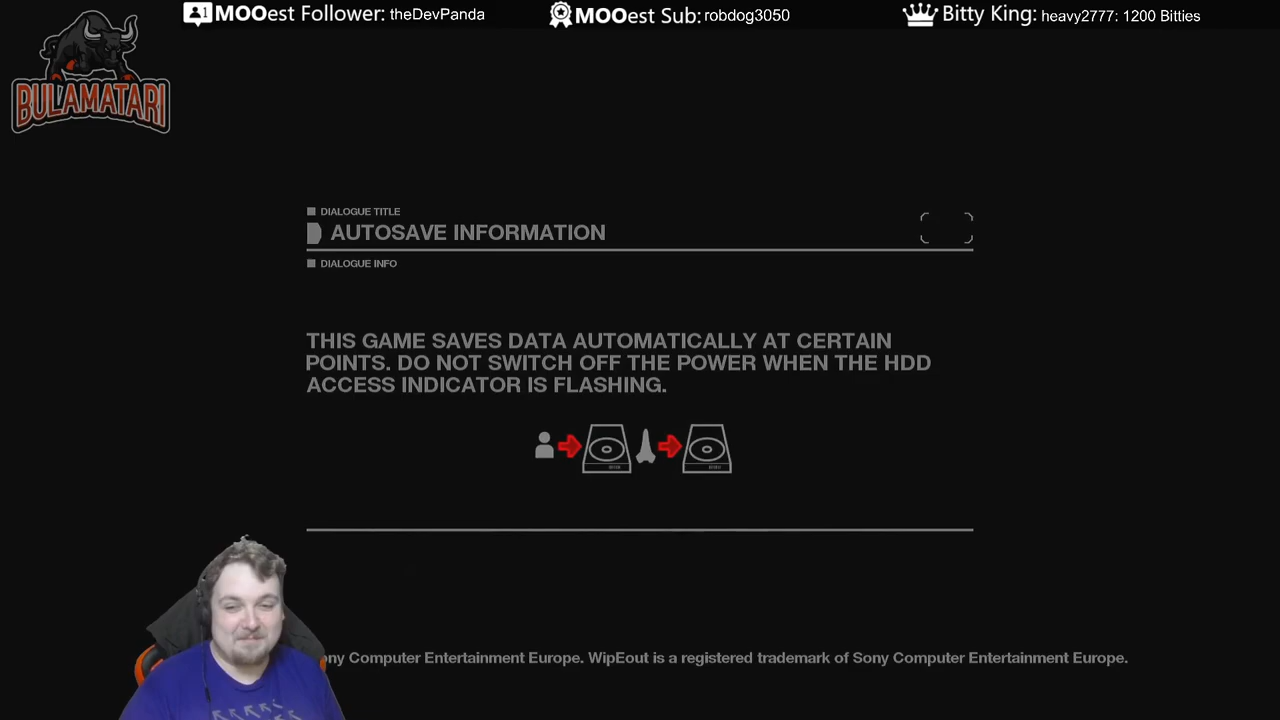 MOOest Follower: theDevPanda
MOOest Sub: robdog3050
Bitty King: heavy2777: 1200 Bitties
BULAMATARI
DIALOGUE TITLE
AUTOSAVE INFORMATION
DIALOGUE INFO
THIS GAME SAVES DATA AUTOMATICALLY AT CERTAIN
POINTS. DO NOT SWITCH OFF THE POWER WHEN THE HDD
ACCESS INDICATOR IS FLASHING.
Computer Entertainment Europe. WipEout is a registered trademark of Sony Computer Entertainment Europe.